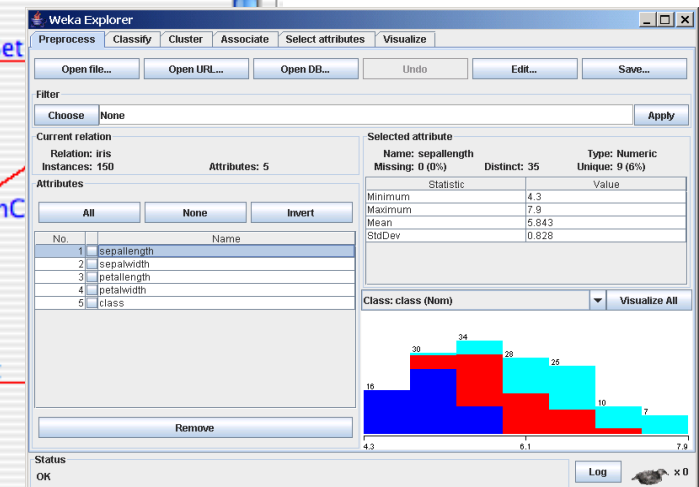 Weka Explorer
Preprocess Classify Cluster Associate Select attributes Visualize
Open file... Open URL... Open DB... Undo Edit... Save...
Filter
Choose None Apply
Current relation
Relation: iris
Instances: 150 Attributes: 5
Selected attribute
Name: sepallength Type: Numeric
Missing: 0 (0%) Distinct: 35 Unique: 9 (6%)
Statistic Value
Minimum 4.3
Maximum 7.9
Mean 5.843
StdDev 0.828
Attributes
All None Invert
No. Name
1 sepallength
2 sepalwidth
3 petallength
4 petalwidth
5 class
Remove
Class: class (Nom) Visualize All
16 30 34 28 25 10 7
4.3 6.1 7.9
Status
OK
Log x 0
et
nC